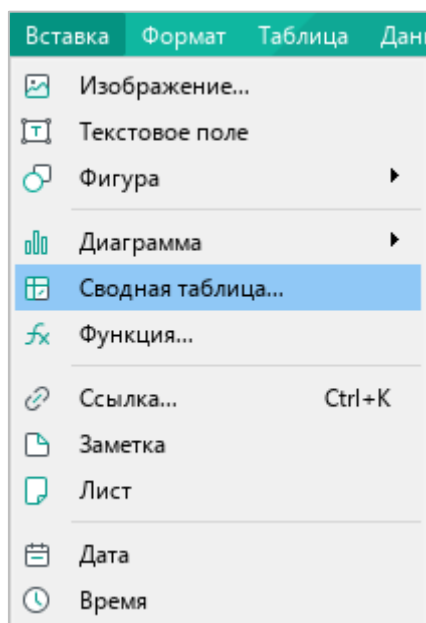 Вставка Формат Таблица
Изображение...
Текстовое поле
Фигура
Диаграмма
Сводная таблица...
Функция...
Ссылка... Ctrl+K
Заметка
Лист
Дата
Время